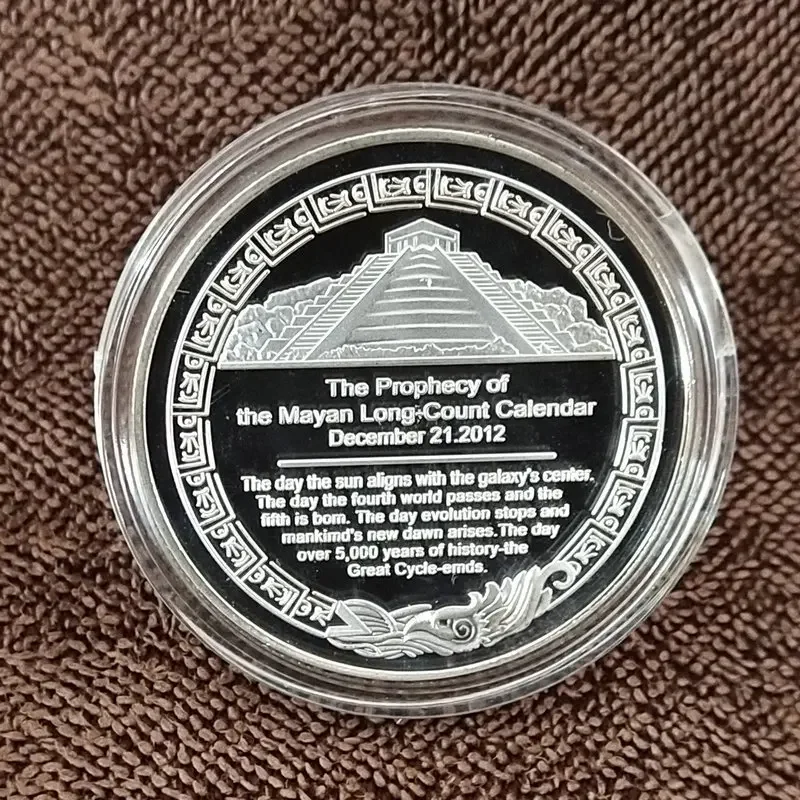 The Prophecy of
the Mayan Long-Count Calendar
December 21.2012
The day the sun aligns with the galaxy's center.
The day the fourth world passes and the
fifth is born. The day evolution stops and
mankimd's new dawn arises.The day
over 5,000 years of history-the
Great Cycle-emds.